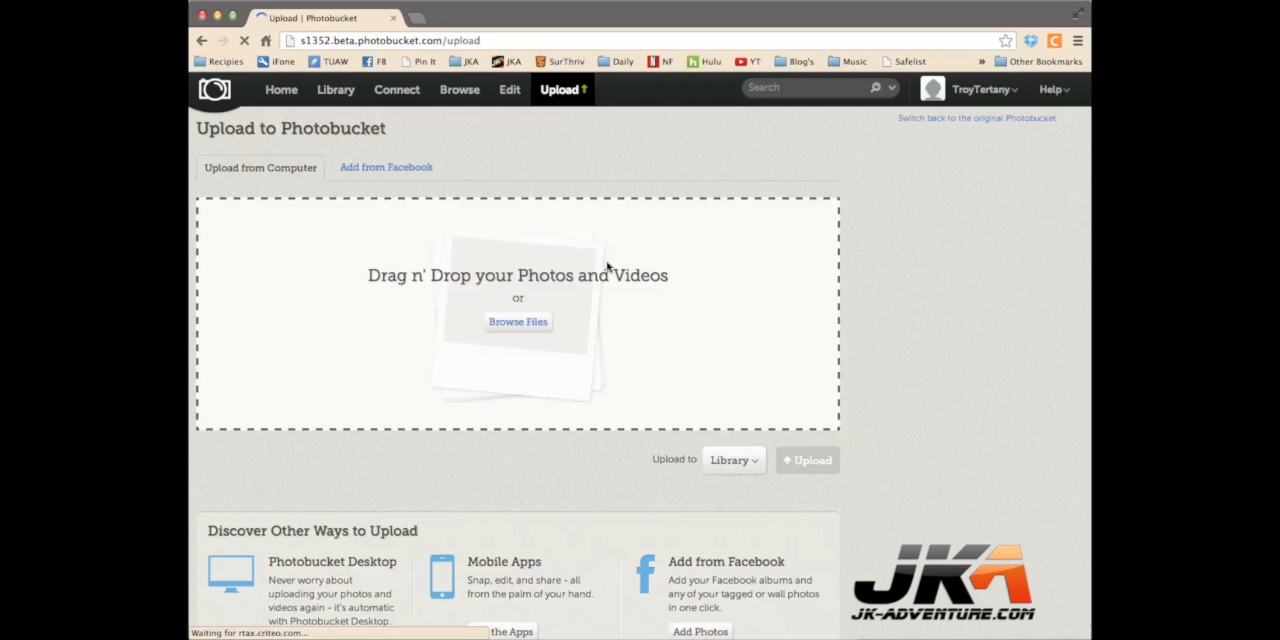 Upload | Photobucket
s1352.beta.photobucket.com/upload
Recipies iFone TUAW FB Pin It JKA JKA SurThriv Daily NF Hulu YT Blog's Music Safelist » Other Bookmarks
Home Library Connect Browse Edit Upload Search TroyTertany Help
Switch back to the original Photobucket
Upload to Photobucket
Upload from Computer Add from Facebook
Drag n' Drop your Photos and Videos
or
Browse Files
Upload to Library Upload
Discover Other Ways to Upload
Photobucket Desktop
Never worry about
uploading your photos and
videos again - it's automatic
with Photobucket Desktop.
Mobile Apps
Snap, edit, and share - all
from the palm of your hand.
the Apps
Add from Facebook
Add your Facebook albums and
any of your tagged or wall photos
in one click.
Add Photos
JKA
JK-ADVENTURE.COM
Waiting for rtax.criteo.com...